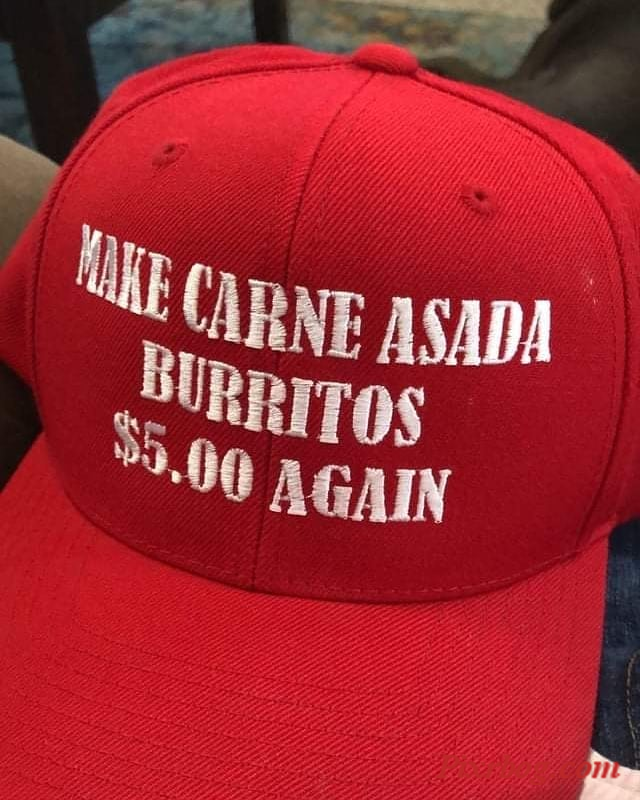 MAKE CARNE ASADA
BURRITOS
$5.00 AGAIN